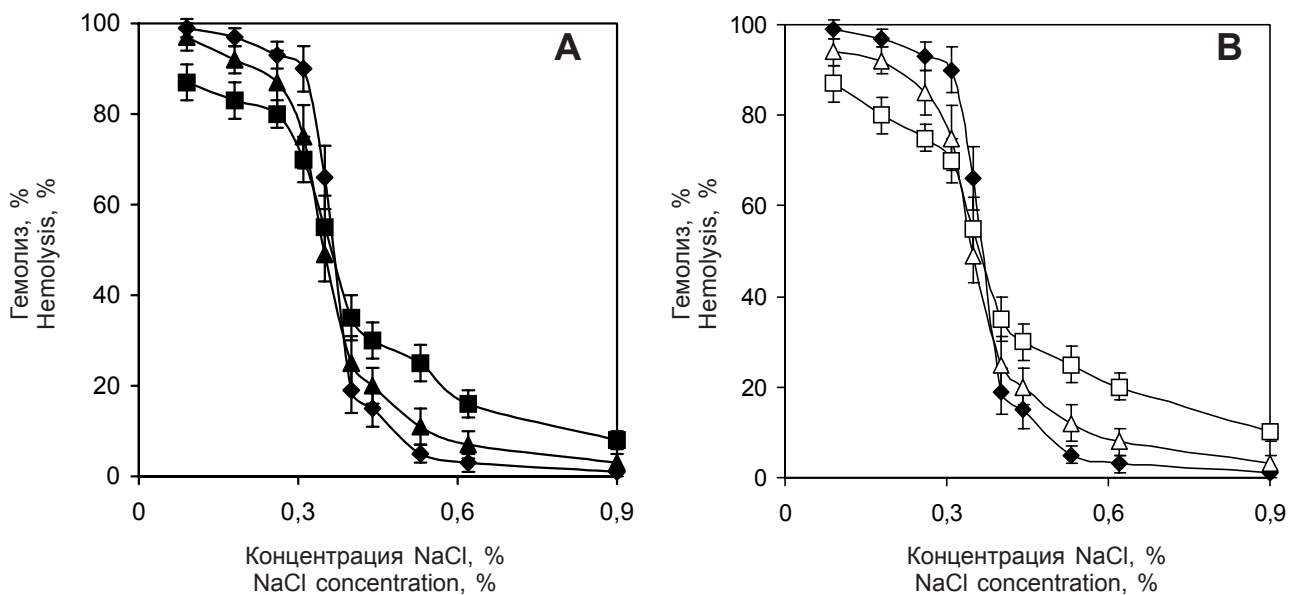 100
80
60
40
20
0
Гемолиз, %
Hemolysis, %
A
0
0,3
0,6
0,9
Концентрация NaCl, %
NaCl concentration, %
100
80
60
40
20
0
Гемолиз, %
Hemolysis, %
B
0
0,3
0,6
0,9
Концентрация NaCl, %
NaCl concentration, %